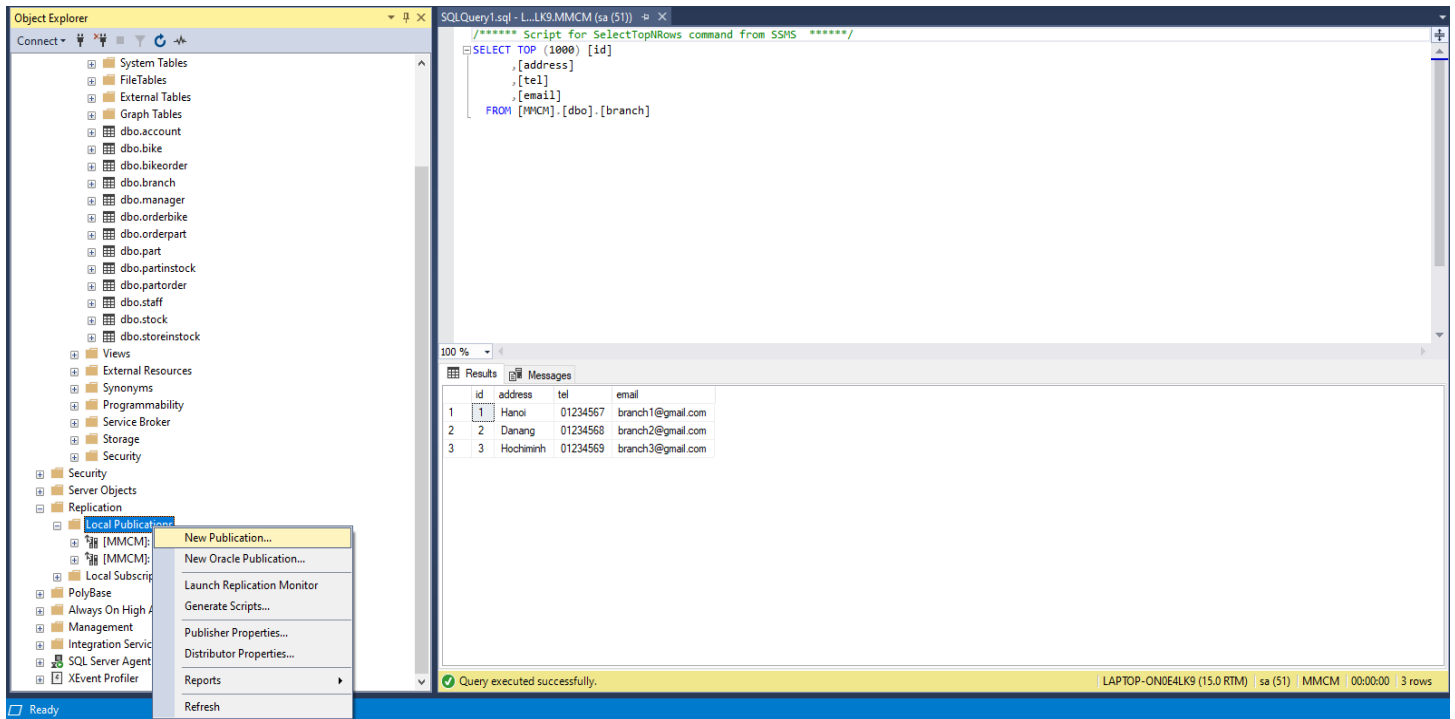 Object Explorer
Connect
System Tables
FileTables
External Tables
Graph Tables
dbo.account
dbo.bike
dbo.bikeorder
dbo.branch
dbo.manager
dbo.orderbike
dbo.orderpart
dbo.part
dbo.partinstock
dbo.partorder
dbo.staff
dbo.stock
dbo.storeinstock
Views
External Resources
Synonyms
Programmability
Service Broker
Storage
Security
Security
Server Objects
Replication
Local Publications
[MMCM]:
[MMCM]:
Local Subscrip
PolyBase
Always On High A
Management
Integration Servic
SQL Server Agent
XEvent Profiler
New Publication...
New Oracle Publication...
Launch Replication Monitor
Generate Scripts...
Publisher Properties...
Distributor Properties...
Reports
Refresh
SQLQuery1.sql - L...LK9.MMCM (sa (51))
/****** Script for SelectTopNRows command from SSMS ******/
SELECT TOP (1000) [id]
,[address]
,[tel]
,[email]
FROM [MMCM].[dbo].[branch]
100 %
Results Messages
id address tel email
1 1 Hanoi 01234567 branch1@gmail.com
2 2 Danang 01234568 branch2@gmail.com
3 3 Hochiminh 01234569 branch3@gmail.com
Query executed successfully. LAPTOP-ON0E4LK9 (15.0 RTM) sa (51) MMCM 00:00:00 3 rows
Ready